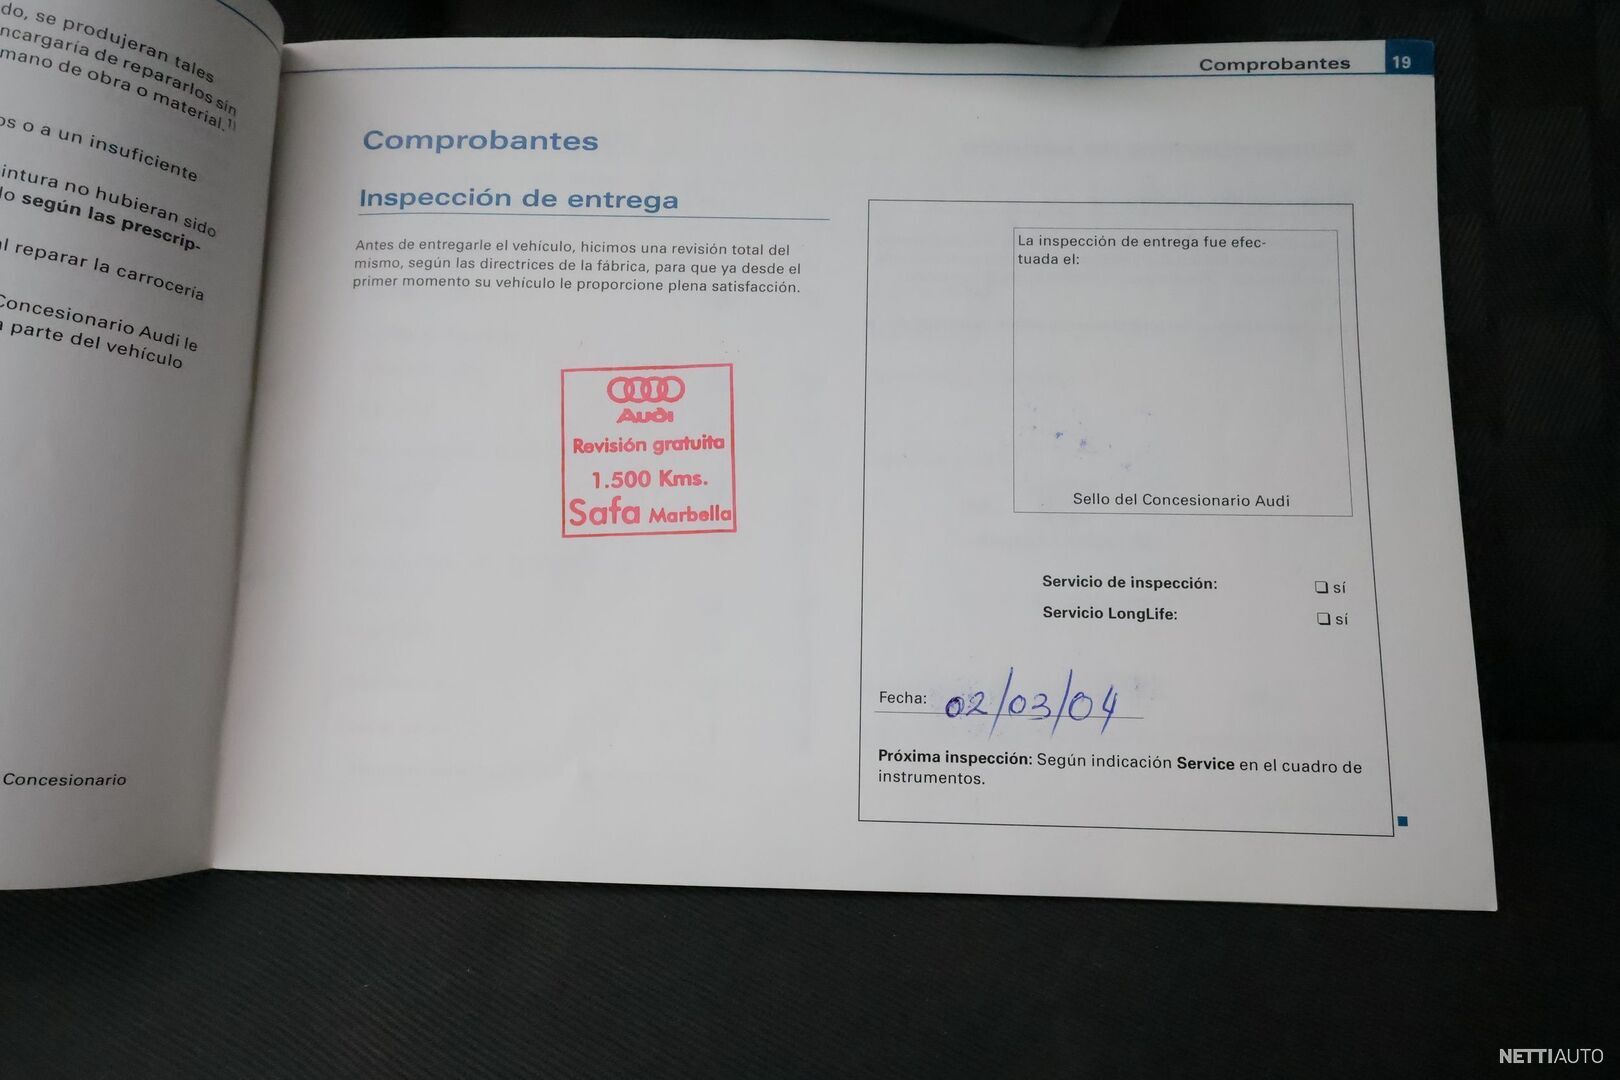 do, se produjeran tales
ncargaría de repararlos sin
mano de obra o material.1)
os o a un insuficiente
intura no hubieran sido
lo según las prescrip-
al reparar la carrocería
Concesionario Audi le
a parte del vehículo
Concesionario
Comprobantes 19
Comprobantes
Inspección de entrega
Antes de entregarle el vehículo, hicimos una revisión total del
mismo, según las directrices de la fábrica, para que ya desde el
primer momento su vehículo le proporcione plena satisfacción.
Audi
Revisión gratuita
1.500 Kms.
Safa Marbella
La inspección de entrega fue efec-
tuada el:
Sello del Concesionario Audi
Servicio de inspección: ❑ sí
Servicio LongLife: ❑ sí
Fecha: 02/03/04
Próxima inspección: Según indicación Service en el cuadro de
instrumentos.
NETTIAUTO